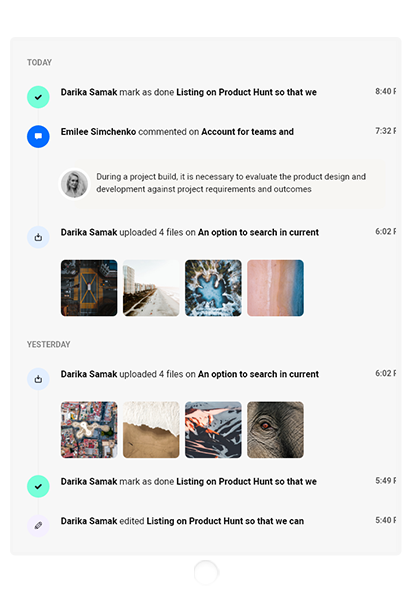 TODAY
Darika Samak mark as done Listing on Product Hunt so that we 8:40
Emilee Simchenko commented on Account for teams and 7:32
During a project build, it is necessary to evaluate the product design and
development against project requirements and outcomes
Darika Samak uploaded 4 files on An option to search in current 6:02
YESTERDAY
Darika Samak uploaded 4 files on An option to search in current 6:02
Darika Samak mark as done Listing on Product Hunt so that we 5:49
Darika Samak edited Listing on Product Hunt so that we can 5:40